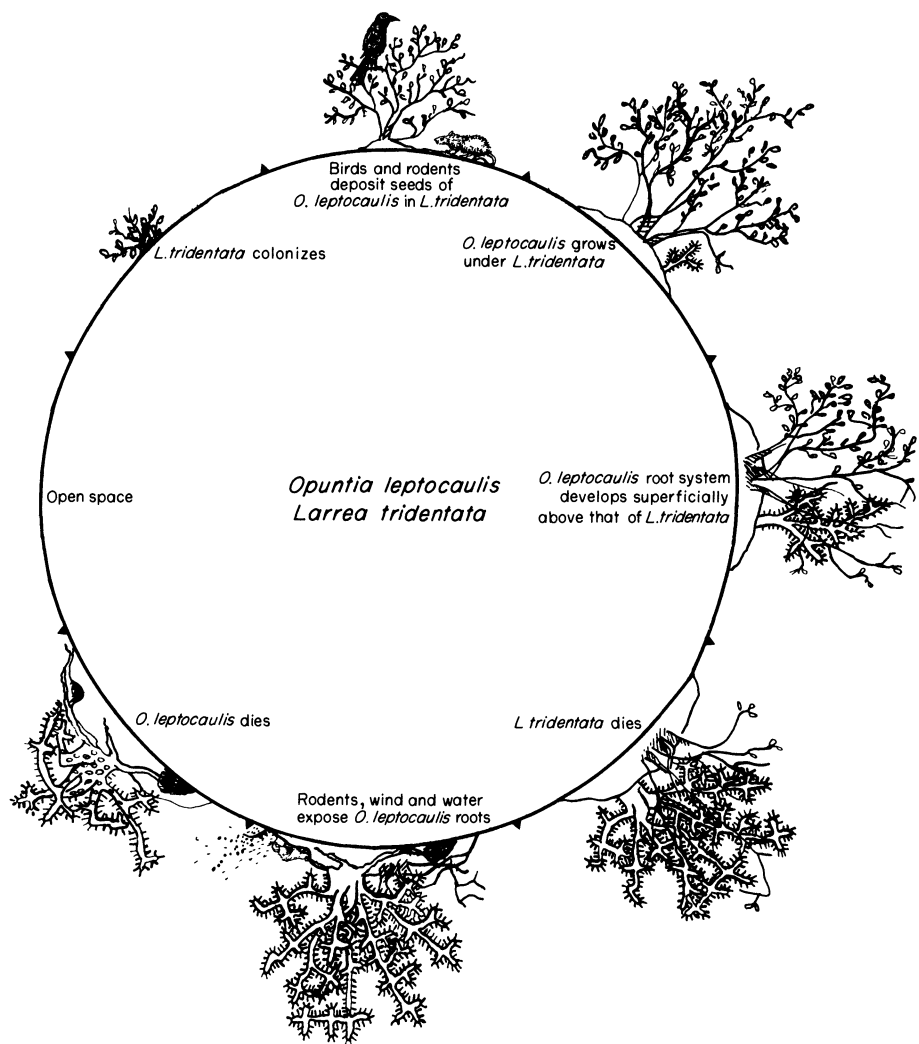 Birds and rodents
deposit seeds of
O. leptocaulis in L.tridentata
O. leptocaulis grows
under L.tridentata
O. leptocaulis root system
develops superficially
above that of L.tridentata
L tridentata dies
Rodents, wind and water
expose O. leptocaulis roots
O. leptocaulis dies
Open space
L.tridentata colonizes
Opuntia leptocaulis
Larrea tridentata